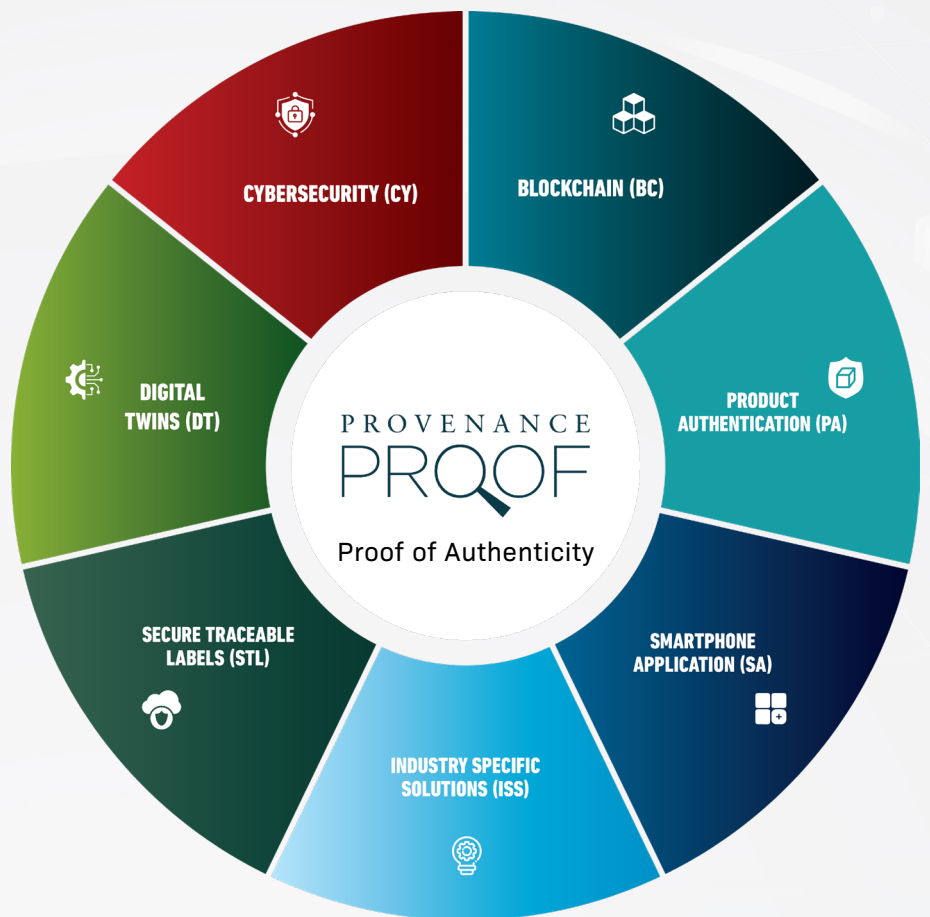 CYBERSECURITY (CY)
BLOCKCHAIN (BC)
DIGITAL
TWINS (DT)
PRODUCT
AUTHENTICATION (PA)
PROVENANCE
PROOF
Proof of Authenticity
SECURE TRACEABLE
LABELS (STL)
SMARTPHONE
APPLICATION (SA)
INDUSTRY SPECIFIC
SOLUTIONS (ISS)